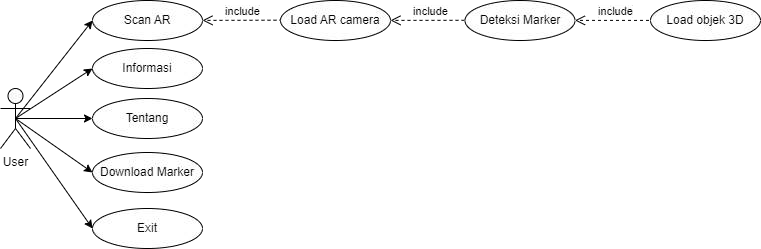 Scan AR
include
Load AR camera
include
Deteksi Marker
include
Load objek 3D
Informasi
Tentang
User
Download Marker
Exit